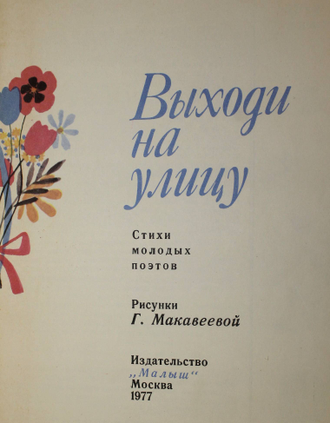 Выходи
на
улицу
Стихи
молодых
поэтов
Рисунки
Г. Макавеевой
Издательство
„Малыш“
Москва
1977